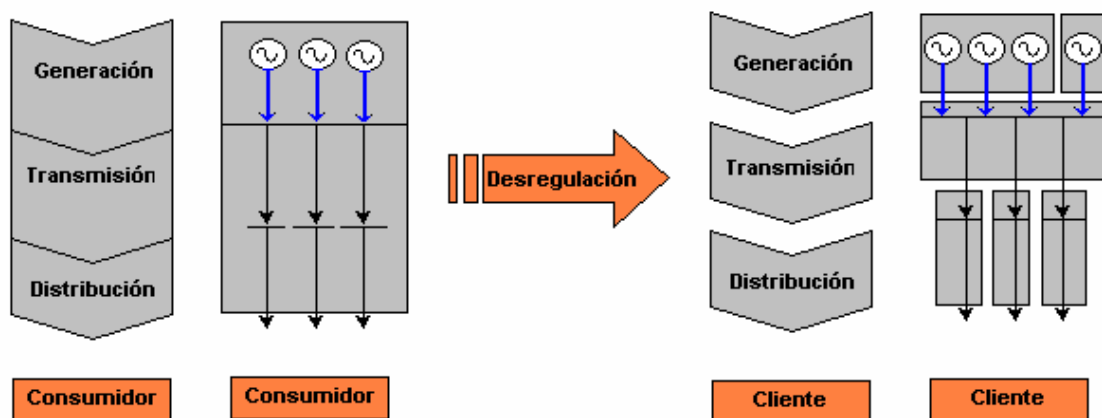 Generación
Transmisión
Distribución
Consumidor
Consumidor
Desregulación
Generación
Transmisión
Distribución
Cliente
Cliente